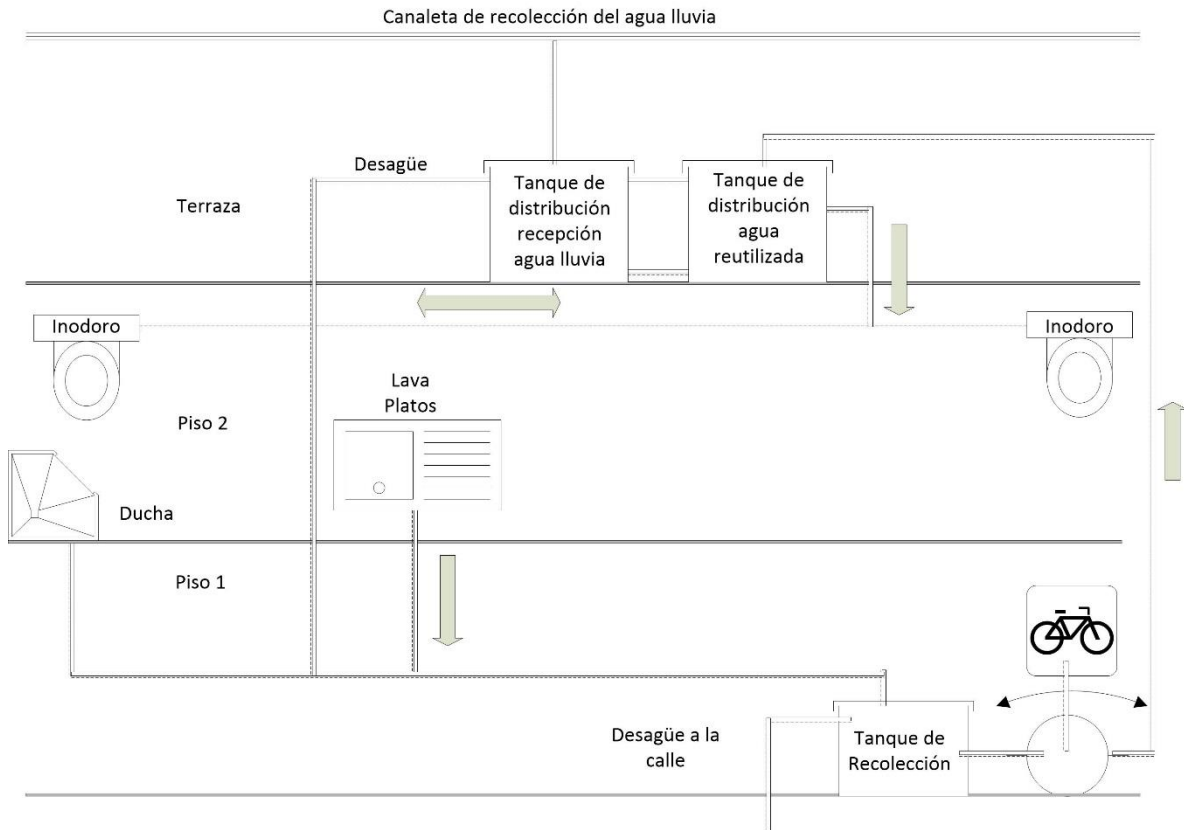 Canaleta de recolección del agua lluvia
Desagüe
Terraza
Tanque de
distribución
recepción
agua lluvia
Tanque de
distribución
agua
reutilizada
Inodoro
Inodoro
Lava
Platos
Piso 2
Ducha
Piso 1
Desagüe a la
calle
Tanque de
Recolección